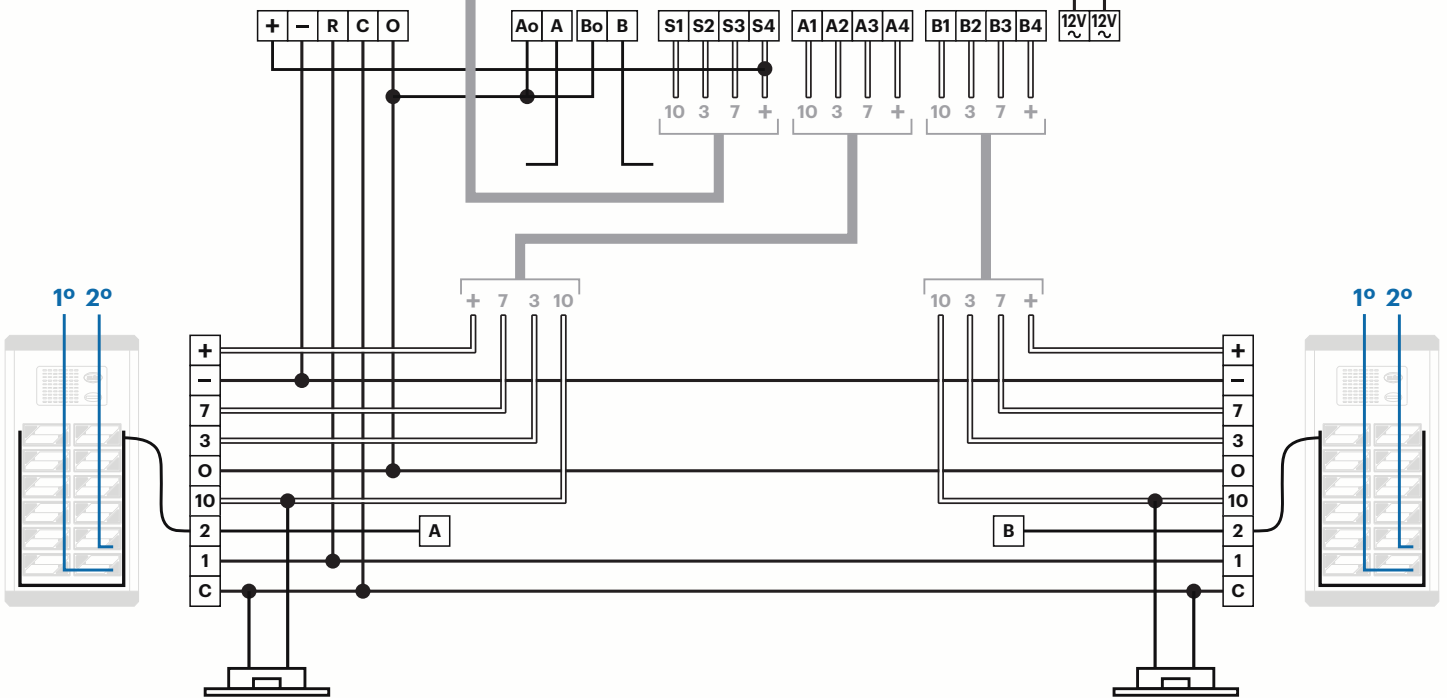 + − R C O Ao A Bo B S1 S2 S3 S4 A1 A2 A3 A4 B1 B2 B3 B4 12V ~ 12V ~
10 3 7 + 10 3 7 + 10 3 7 +
1º 2º + 7 3 10 10 3 7 + 1º 2º
+ +
− −
7 7
3 3
O O
10 10
2 A B 2
1 1
C C